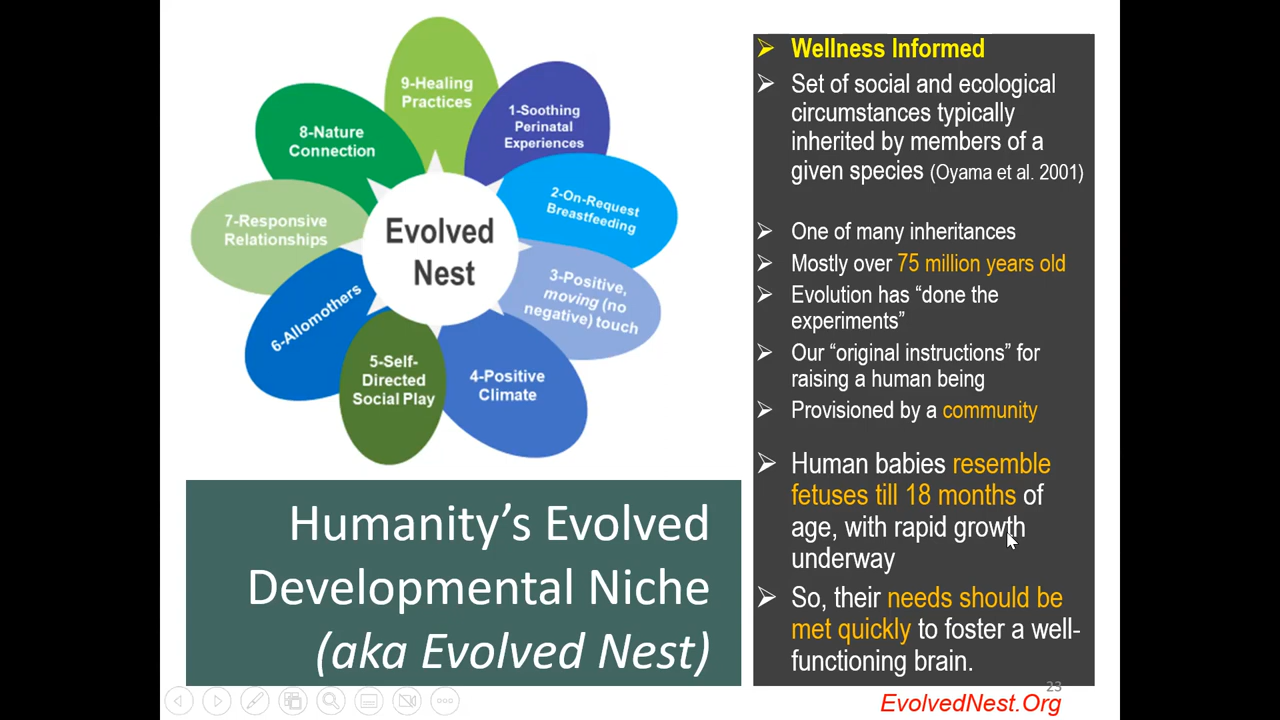 9-Healing
Practices
1-Soothing
Perinatal
Experiences
8-Nature
Connection
2-On-Request
Breastfeeding
7-Responsive
Relationships
Evolved
Nest
3-Positive,
moving (no
negative) touch
6-Allomothers
5-Self-
Directed
Social Play
4-Positive
Climate
Humanity’s Evolved
Developmental Niche
(aka Evolved Nest)
Wellness Informed
Set of social and ecological
circumstances typically
inherited by members of a
given species (Oyama et al. 2001)
One of many inheritances
Mostly over 75 million years old
Evolution has “done the
experiments”
Our “original instructions“ for
raising a human being
Provisioned by a community
Human babies resemble
fetuses till 18 months of
age, with rapid growth
underway
So, their needs should be
met quickly to foster a well-
functioning brain.
23
EvolvedNest.Org